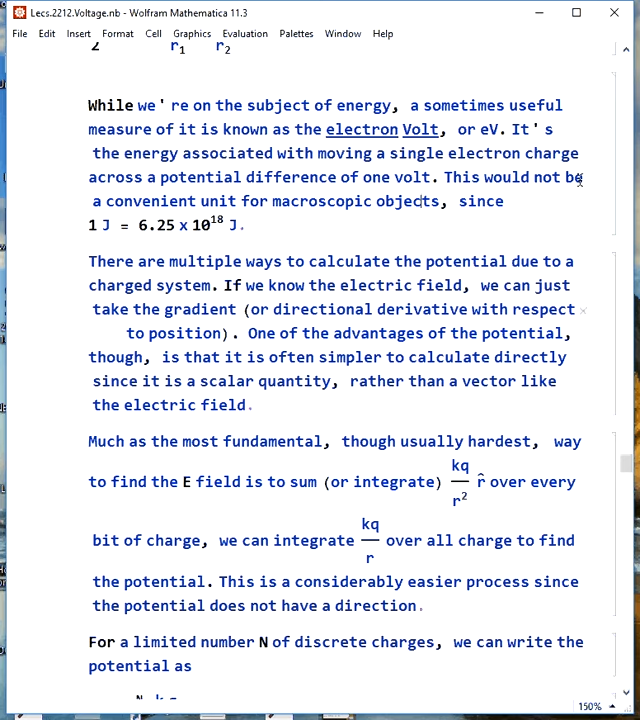 Lecs.2212.Voltage.nb - Wolfram Mathematica 11.3
File Edit Insert Format Cell Graphics Evaluation Palettes Window Help
2 r₁ r₂
While we're on the subject of energy, a sometimes useful
measure of it is known as the electron Volt, or eV. It's
the energy associated with moving a single electron charge
across a potential difference of one volt. This would not be
a convenient unit for macroscopic objects, since
1 J = 6.25 x 10¹⁸ J.
There are multiple ways to calculate the potential due to a
charged system. If we know the electric field, we can just
take the gradient (or directional derivative with respect
to position). One of the advantages of the potential,
though, is that it is often simpler to calculate directly
since it is a scalar quantity, rather than a vector like
the electric field.
Much as the most fundamental, though usually hardest, way
to find the E field is to sum (or integrate) kq/r² r̂ over every
bit of charge, we can integrate kq/r over all charge to find
the potential. This is a considerably easier process since
the potential does not have a direction.
For a limited number N of discrete charges, we can write the
potential as
150%